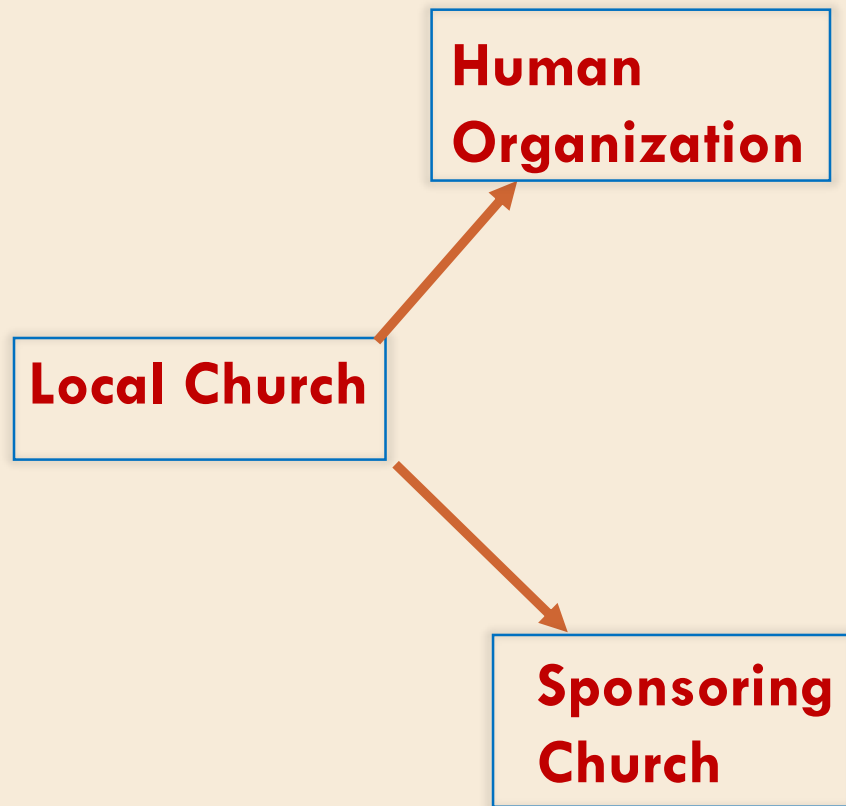 Human
Organization
Local Church
Sponsoring
Church